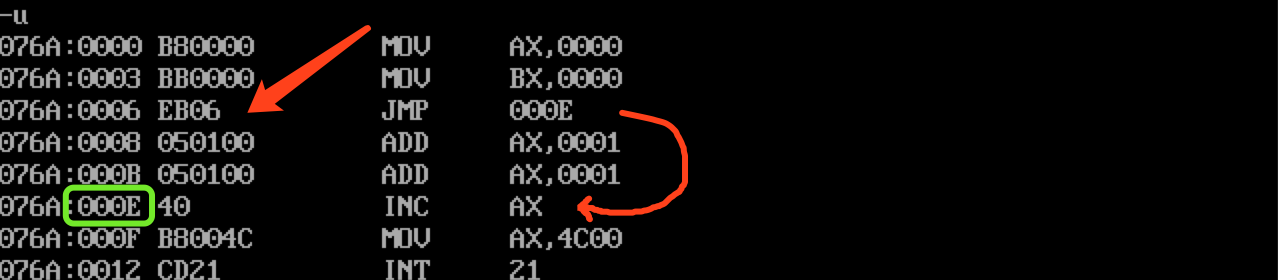 -u
076A:0000 B80000 MOV AX,0000
076A:0003 BB0000 MOV BX,0000
076A:0006 EB06 JMP 000E
076A:0008 050100 ADD AX,0001
076A:000B 050100 ADD AX,0001
076A:000E 40 INC AX
076A:000F B8004C MOV AX,4C00
076A:0012 CD21 INT 21